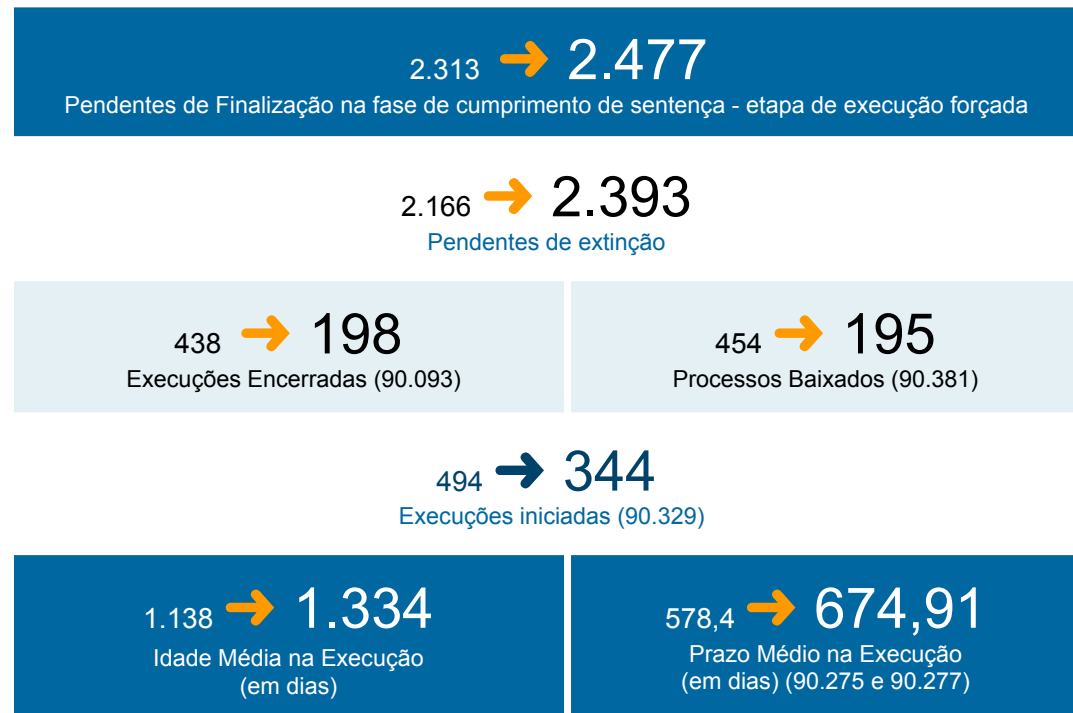 2.313 → 2.477
Pendentes de Finalização na fase de cumprimento de sentença - etapa de execução forçada
2.166 → 2.393
Pendentes de extinção
438 → 198
Execuções Encerradas (90.093)
454 → 195
Processos Baixados (90.381)
494 → 344
Execuções iniciadas (90.329)
1.138 → 1.334
Idade Média na Execução
(em dias)
578,4 → 674,91
Prazo Médio na Execução
(em dias) (90.275 e 90.277)